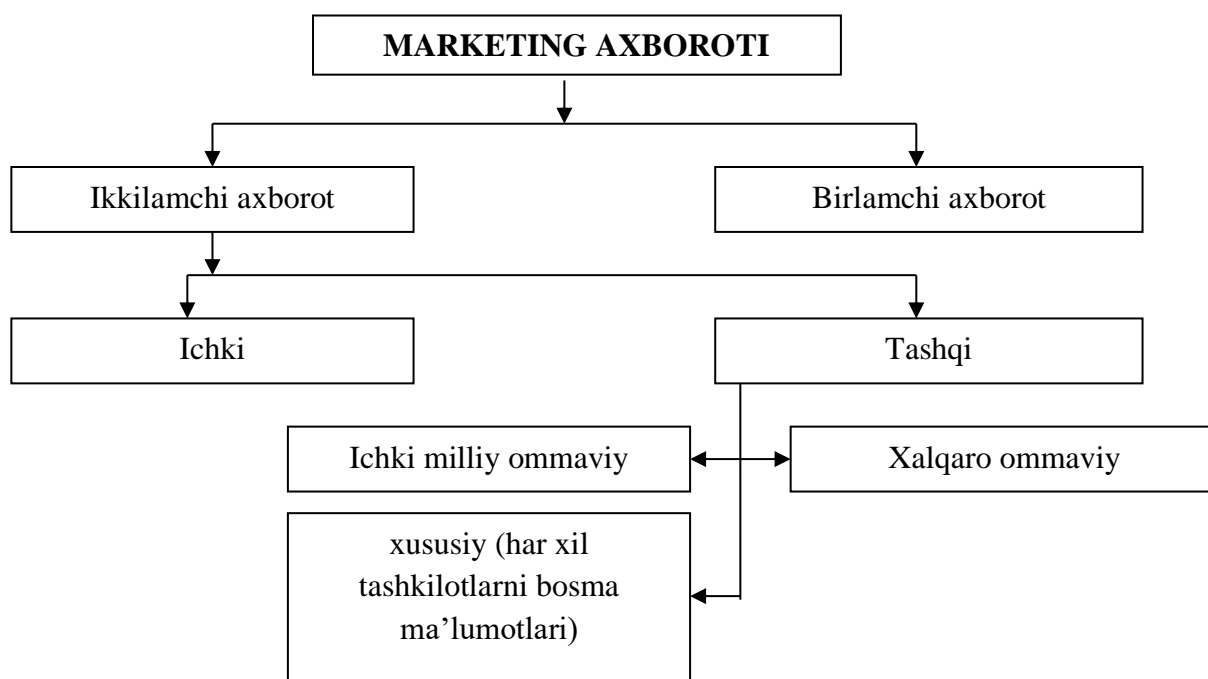 MARKETING AXBOROTI
Ikkilamchi axborot
Birlamchi axborot
Ichki
Tashqi
Ichki milliy ommaviy
Xalqaro ommaviy
xususiy (har xil
tashkilotlarni bosma
ma’lumotlari)